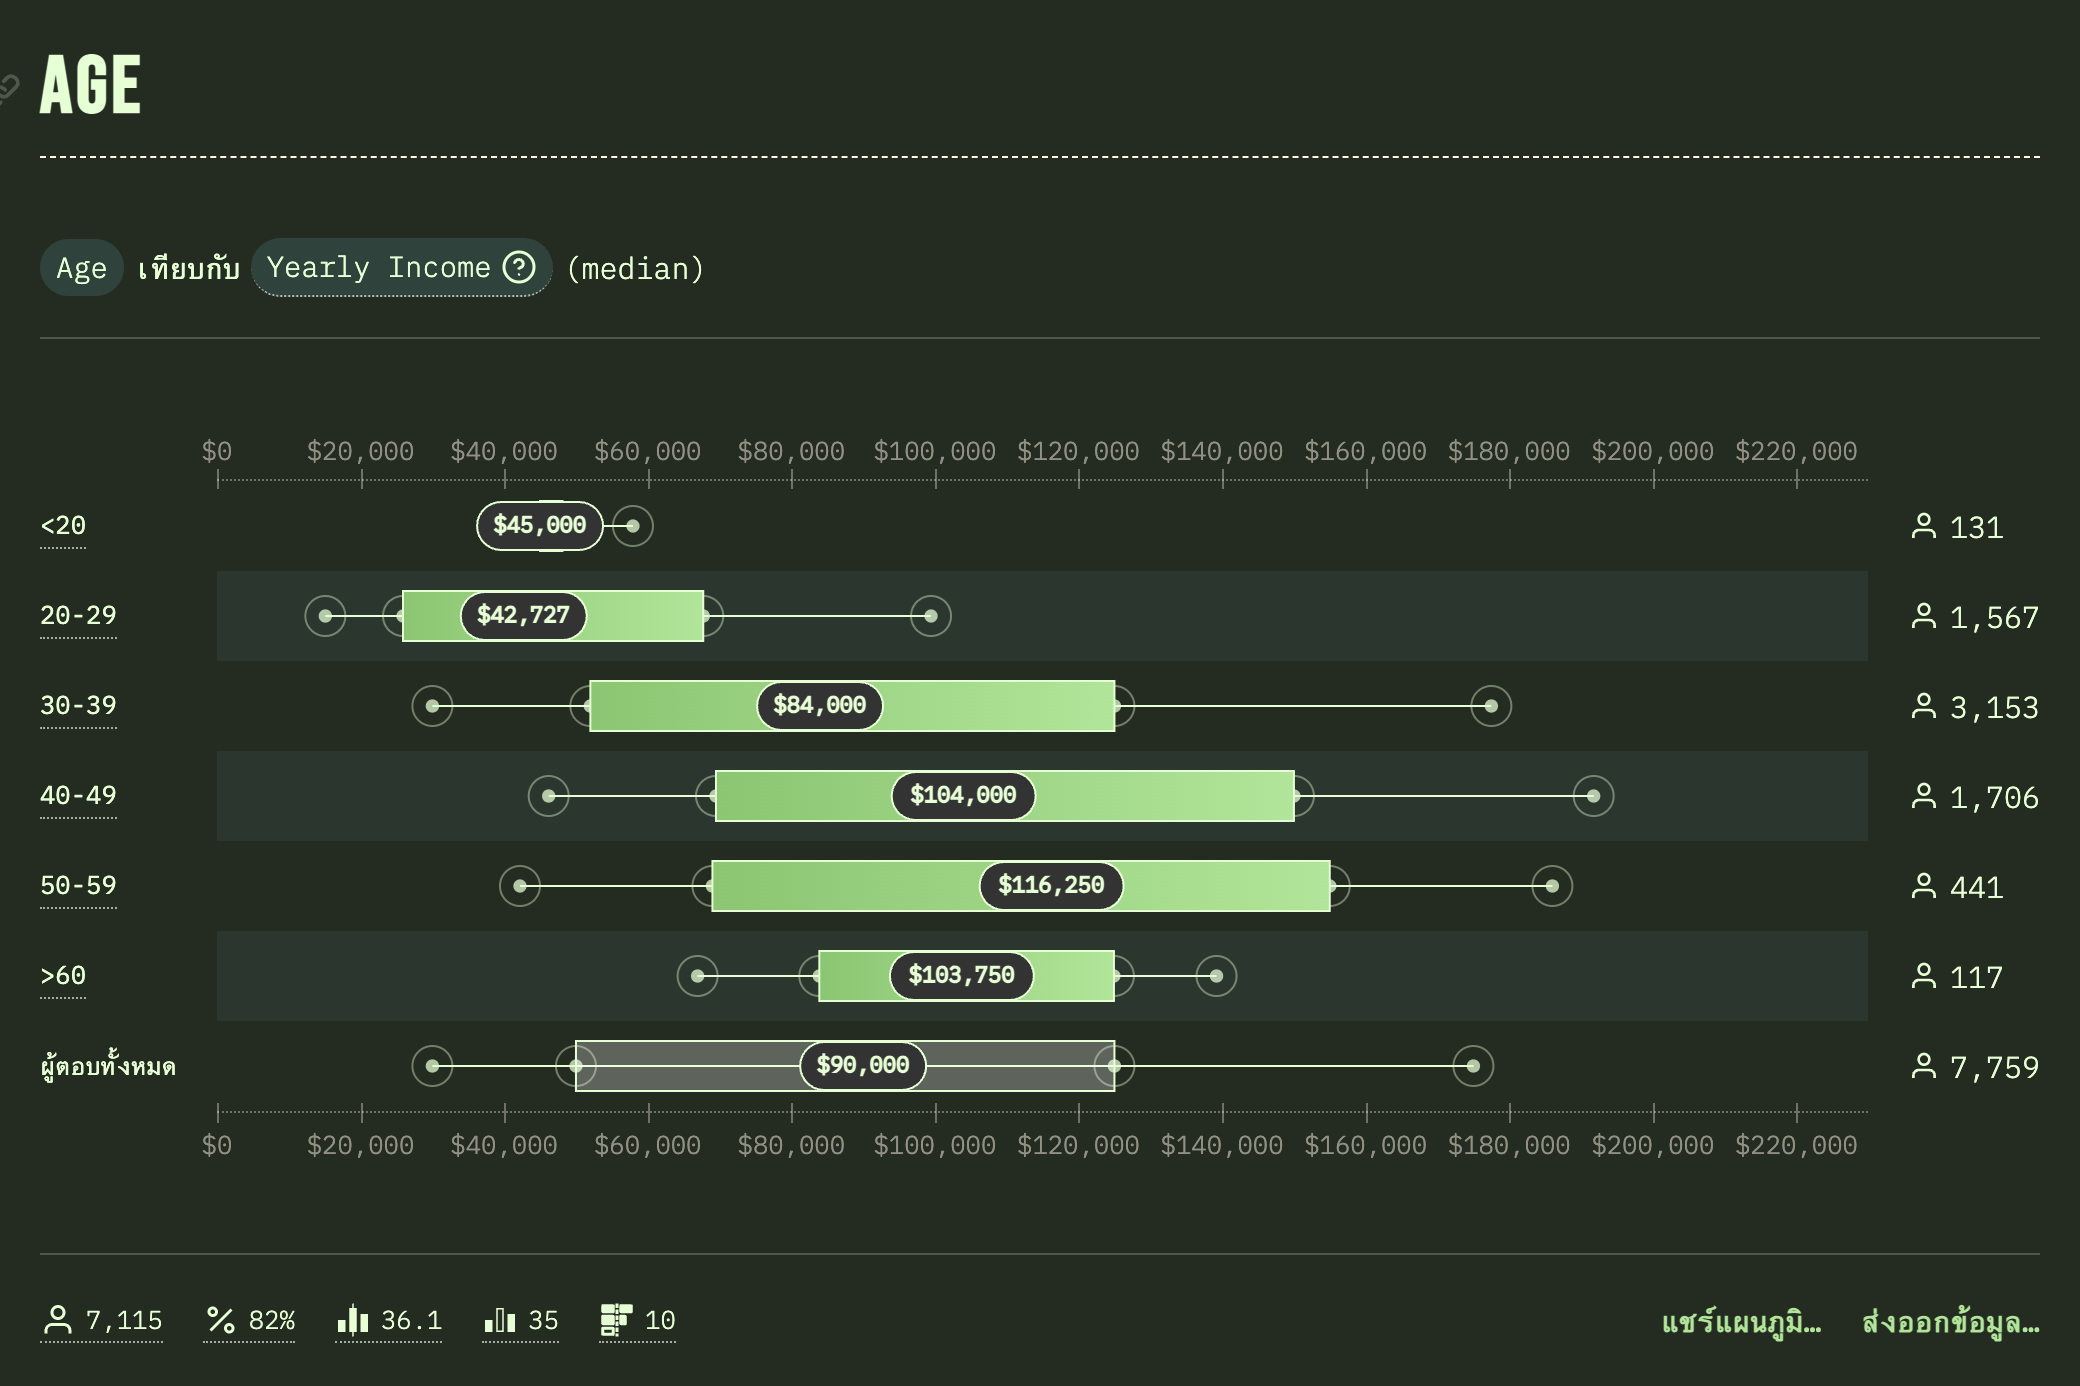 AGE
Age เทียบกับ Yearly Income (median)
$0 $20,000 $40,000 $60,000 $80,000 $100,000 $120,000 $140,000 $160,000 $180,000 $200,000 $220,000
<20 $45,000 131
20-29 $42,727 1,567
30-39 $84,000 3,153
40-49 $104,000 1,706
50-59 $116,250 441
>60 $103,750 117
ผู้ตอบทั้งหมด $90,000 7,759
$0 $20,000 $40,000 $60,000 $80,000 $100,000 $120,000 $140,000 $160,000 $180,000 $200,000 $220,000
7,115 82% 36.1 35 10 แชร์แผนภูมิ… ส่งออกข้อมูล…